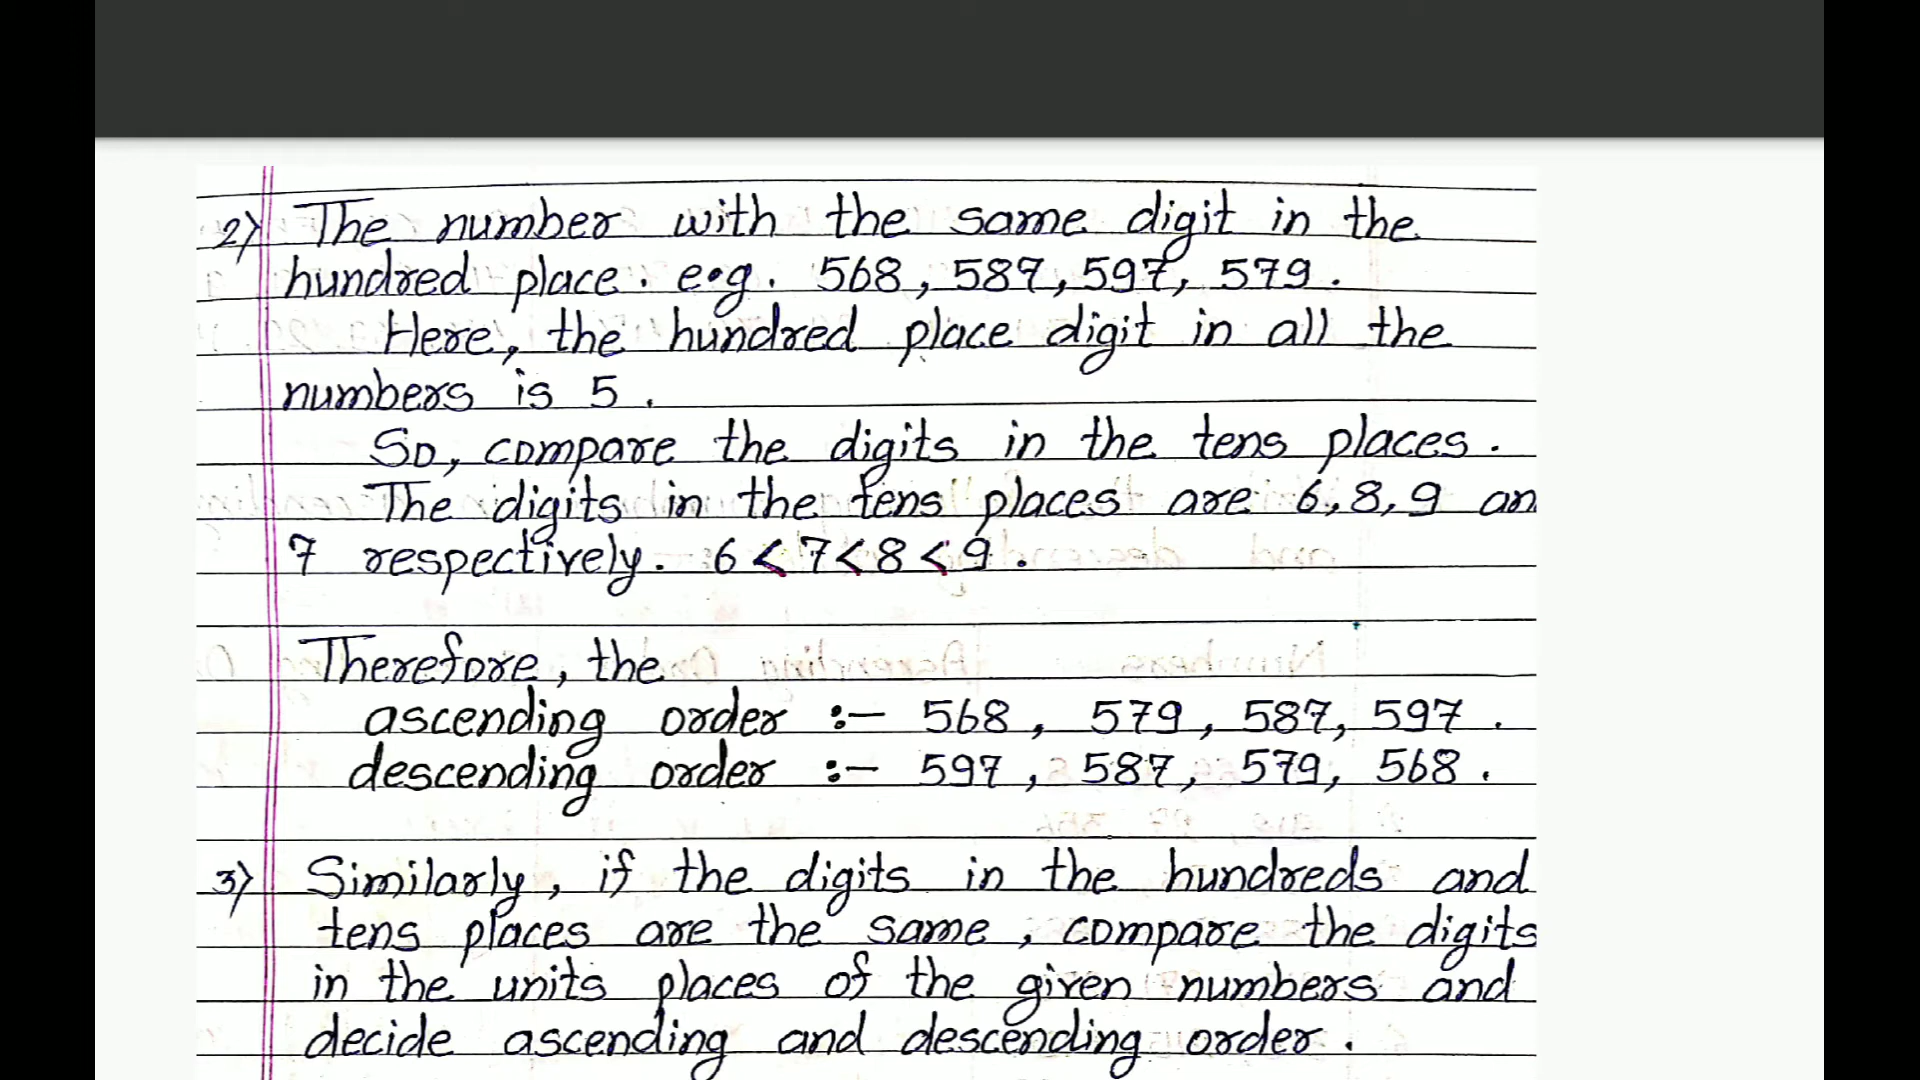 2) The number with the same digit in the
hundred place. e.g. 568, 587, 597, 579.
Here, the hundred place digit in all the
numbers is 5.
So, compare the digits in the tens places.
The digits in the tens places are 6, 8, 9 an
7 respectively. 6 < 7 < 8 < 9.
Therefore, the
ascending order :- 568, 579, 587, 597.
descending order :- 597, 587, 579, 568.
3) Similarly, if the digits in the hundreds and
tens places are the same, compare the digits
in the units places of the given numbers and
decide ascending and descending order.